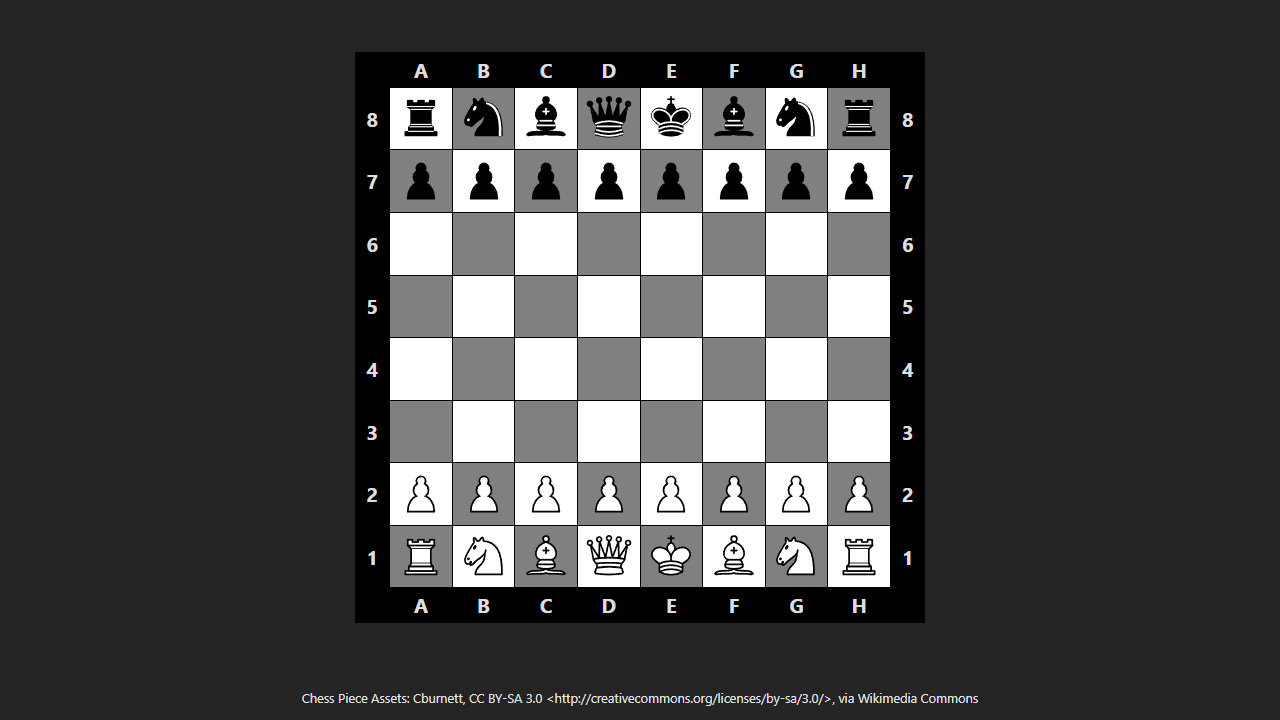 A B C D E F G H
8 8
7 7
6 6
5 5
4 4
3 3
2 2
1 1
A B C D E F G H
Chess Piece Assets: Cburnett, CC BY-SA 3.0 <http://creativecommons.org/licenses/by-sa/3.0/>, via Wikimedia Commons